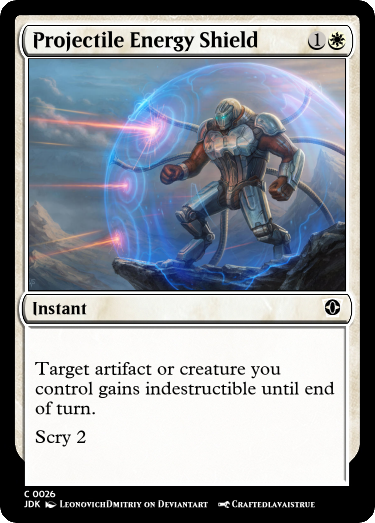 Projectile Energy Shield 1
Instant
Target artifact or creature you
control gains indestructible until end
of turn.
Scry 2
C 0026
JDK LeonovichDmitriy on Deviantart Craftedlavaistrue